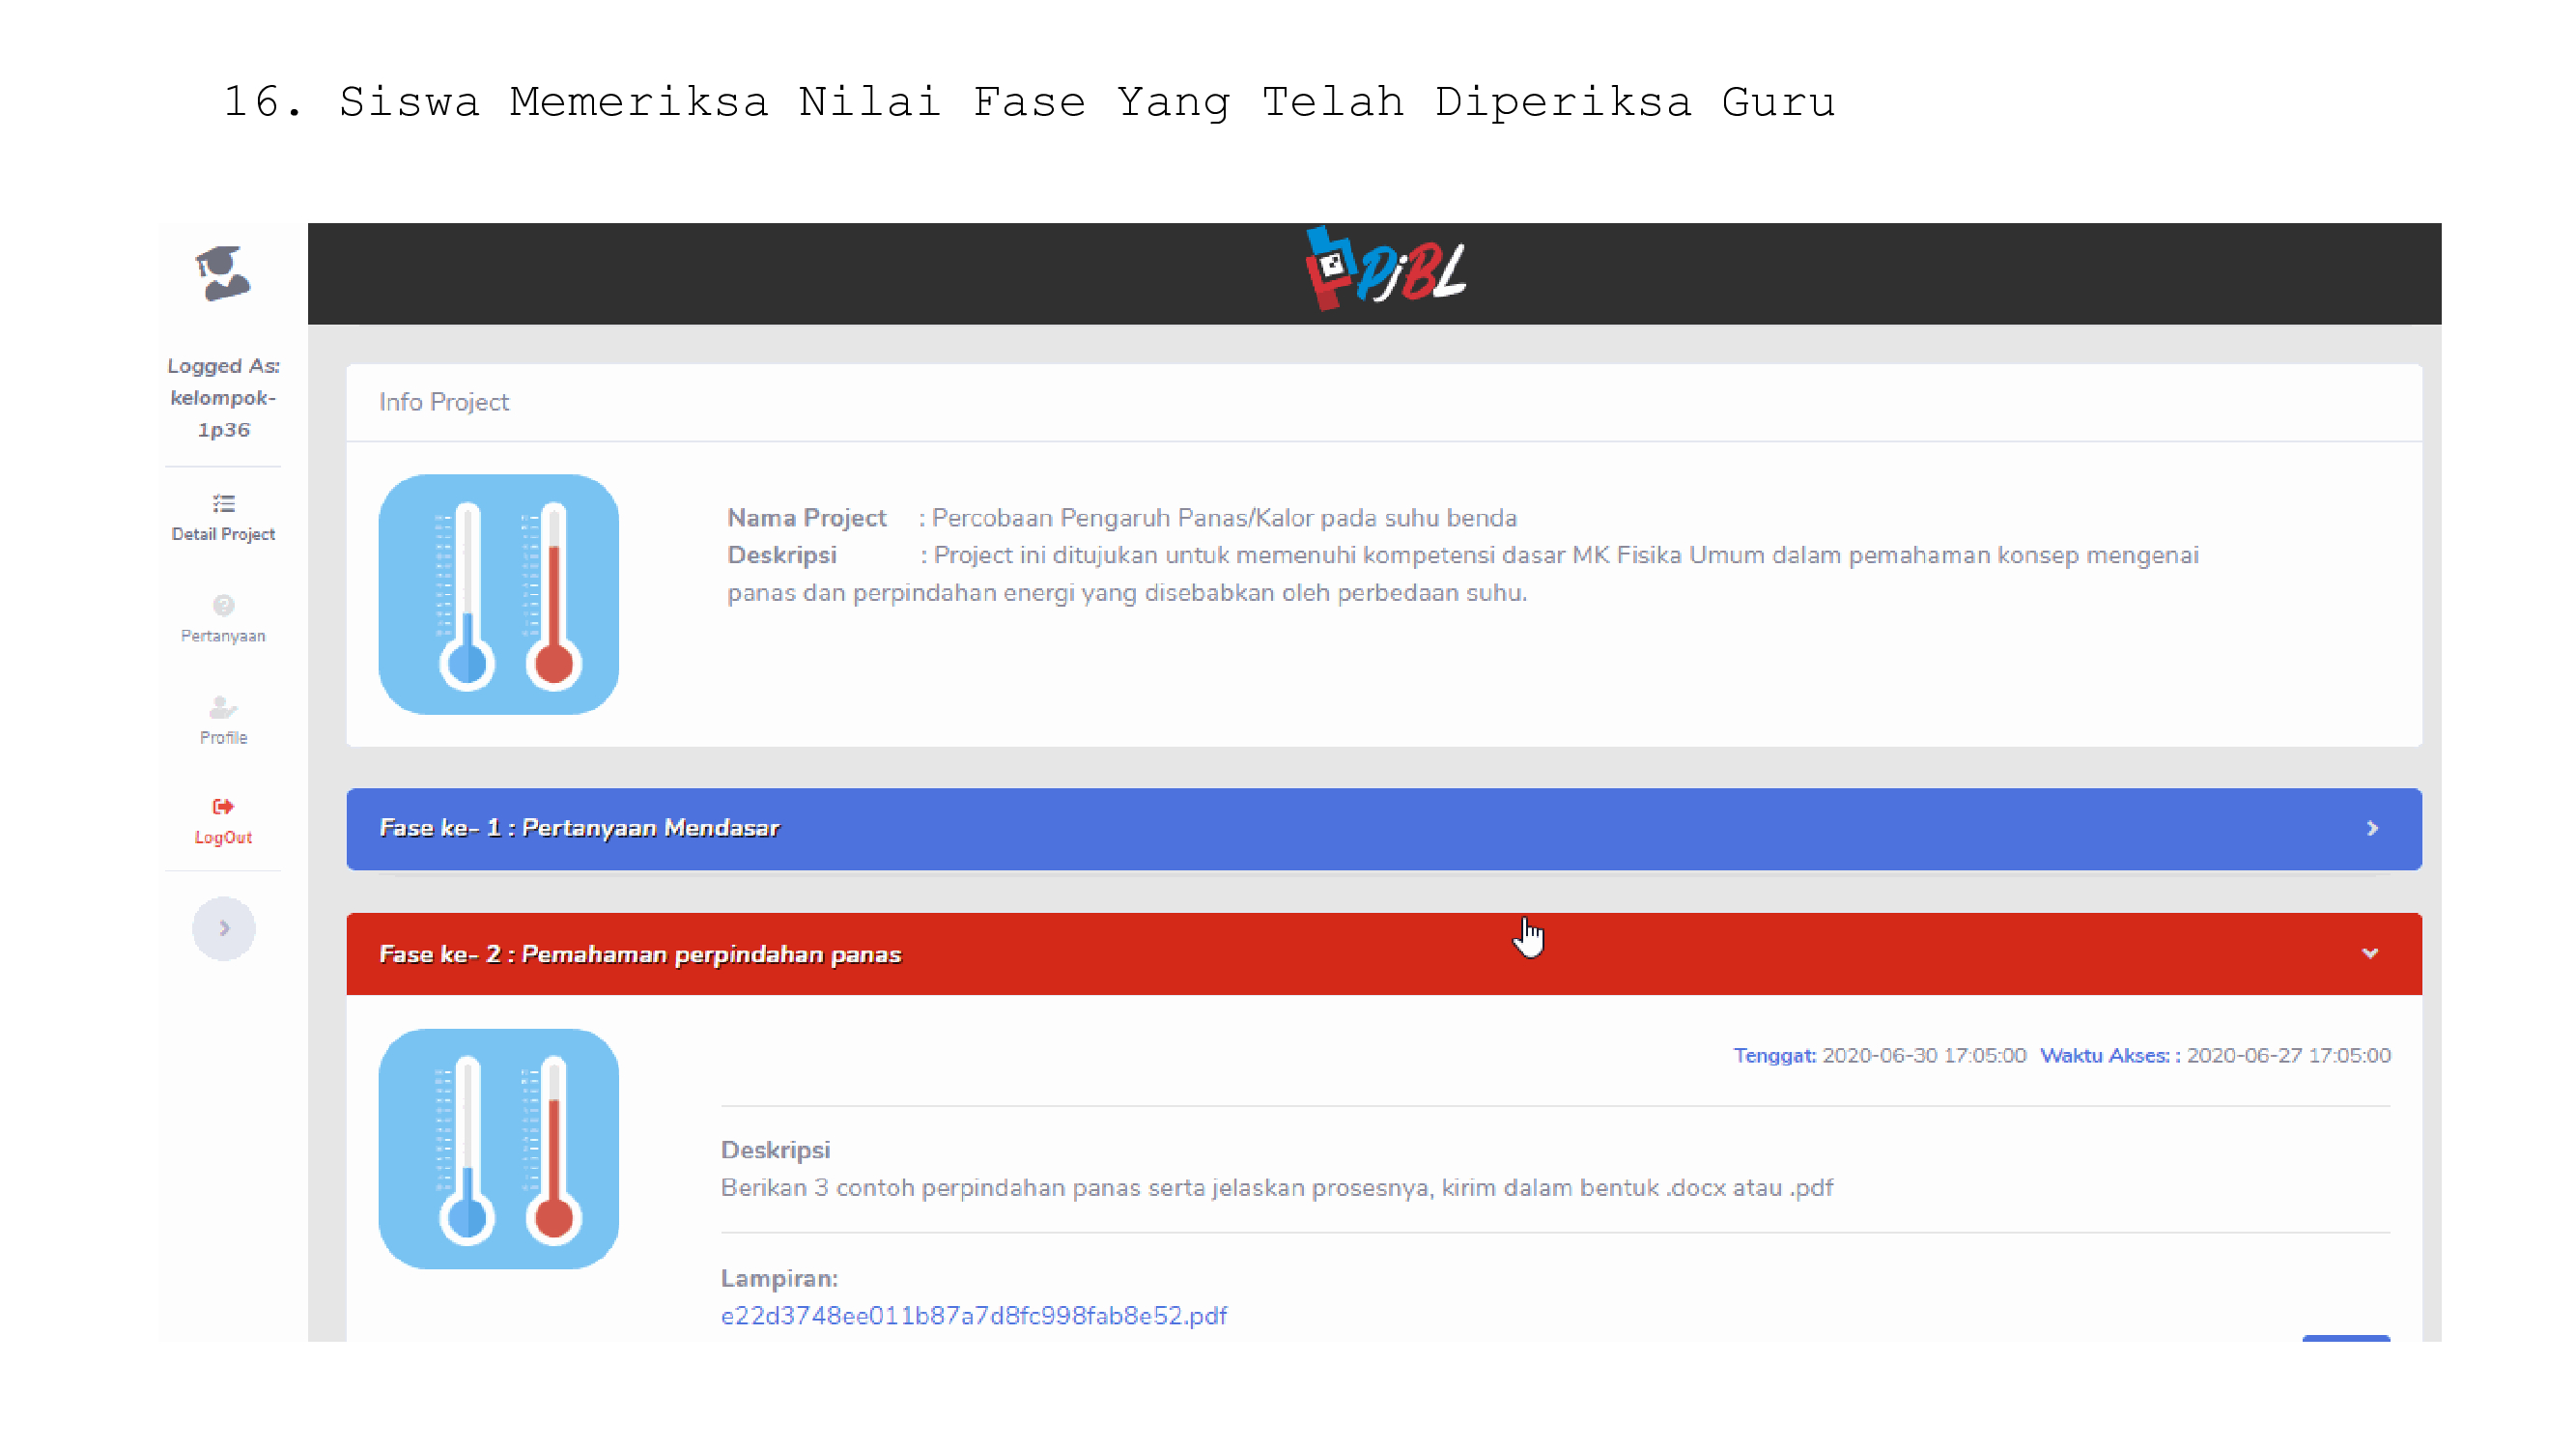 16. Siswa Memeriksa Nilai Fase Yang Telah Diperiksa Guru
PjBL
Logged As:
kelompok-
1p36
Detail Project
Pertanyaan
Profile
LogOut
Info Project
Nama Project : Percobaan Pengaruh Panas/Kalor pada suhu benda
Deskripsi : Project ini ditujukan untuk memenuhi kompetensi dasar MK Fisika Umum dalam pemahaman konsep mengenai
panas dan perpindahan energi yang disebabkan oleh perbedaan suhu.
Fase ke- 1 : Pertanyaan Mendasar
Fase ke- 2 : Pemahaman perpindahan panas
Tenggat: 2020-06-30 17:05:00 Waktu Akses: : 2020-06-27 17:05:00
Deskripsi
Berikan 3 contoh perpindahan panas serta jelaskan prosesnya, kirim dalam bentuk .docx atau .pdf
Lampiran:
e22d3748ee011b87a7d8fc998fab8e52.pdf